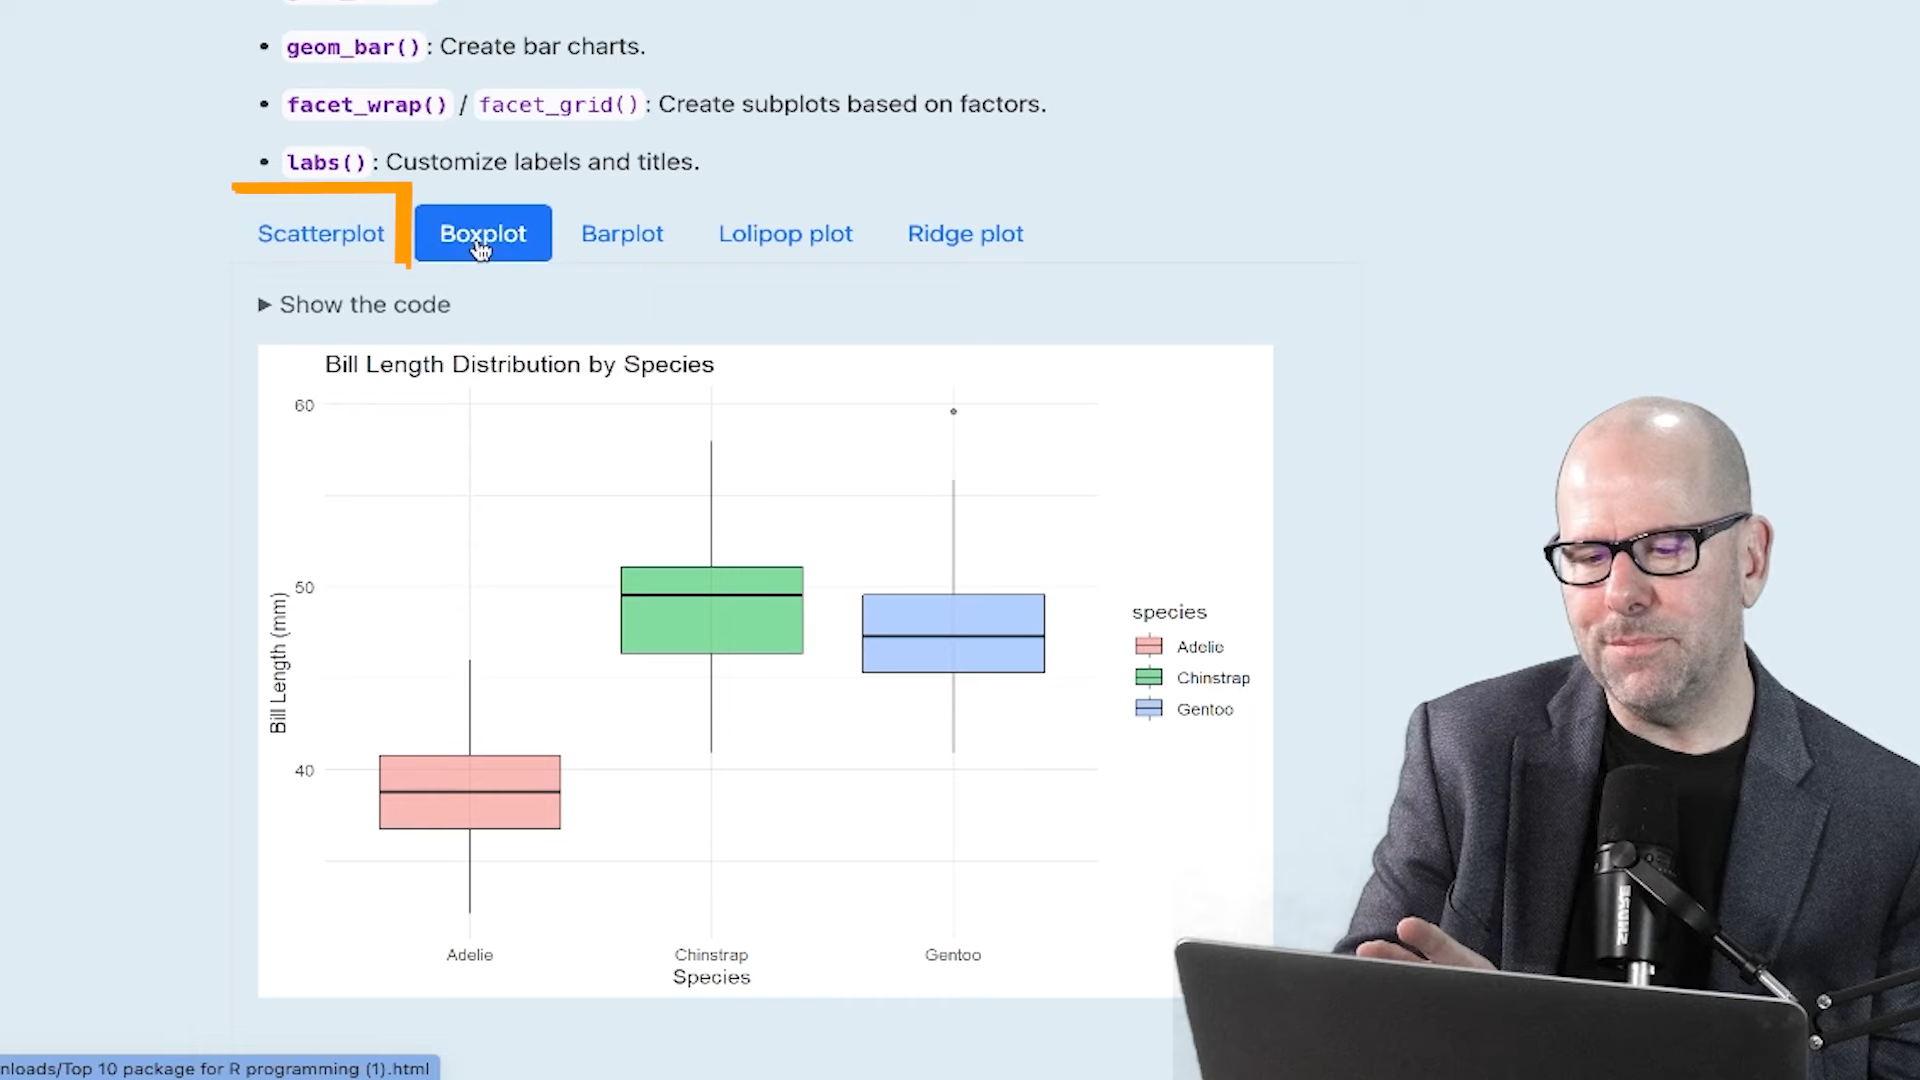 • geom_bar(): Create bar charts.
• facet_wrap() / facet_grid(): Create subplots based on factors.
• labs(): Customize labels and titles.
Scatterplot Boxplot Barplot Lolipop plot Ridge plot
▶ Show the code
Bill Length Distribution by Species
60
50
40
Bill Length (mm)
species
Adelie
Chinstrap
Gentoo
Adelie Chinstrap Gentoo
Species
nloads/Top 10 package for R programming (1).html